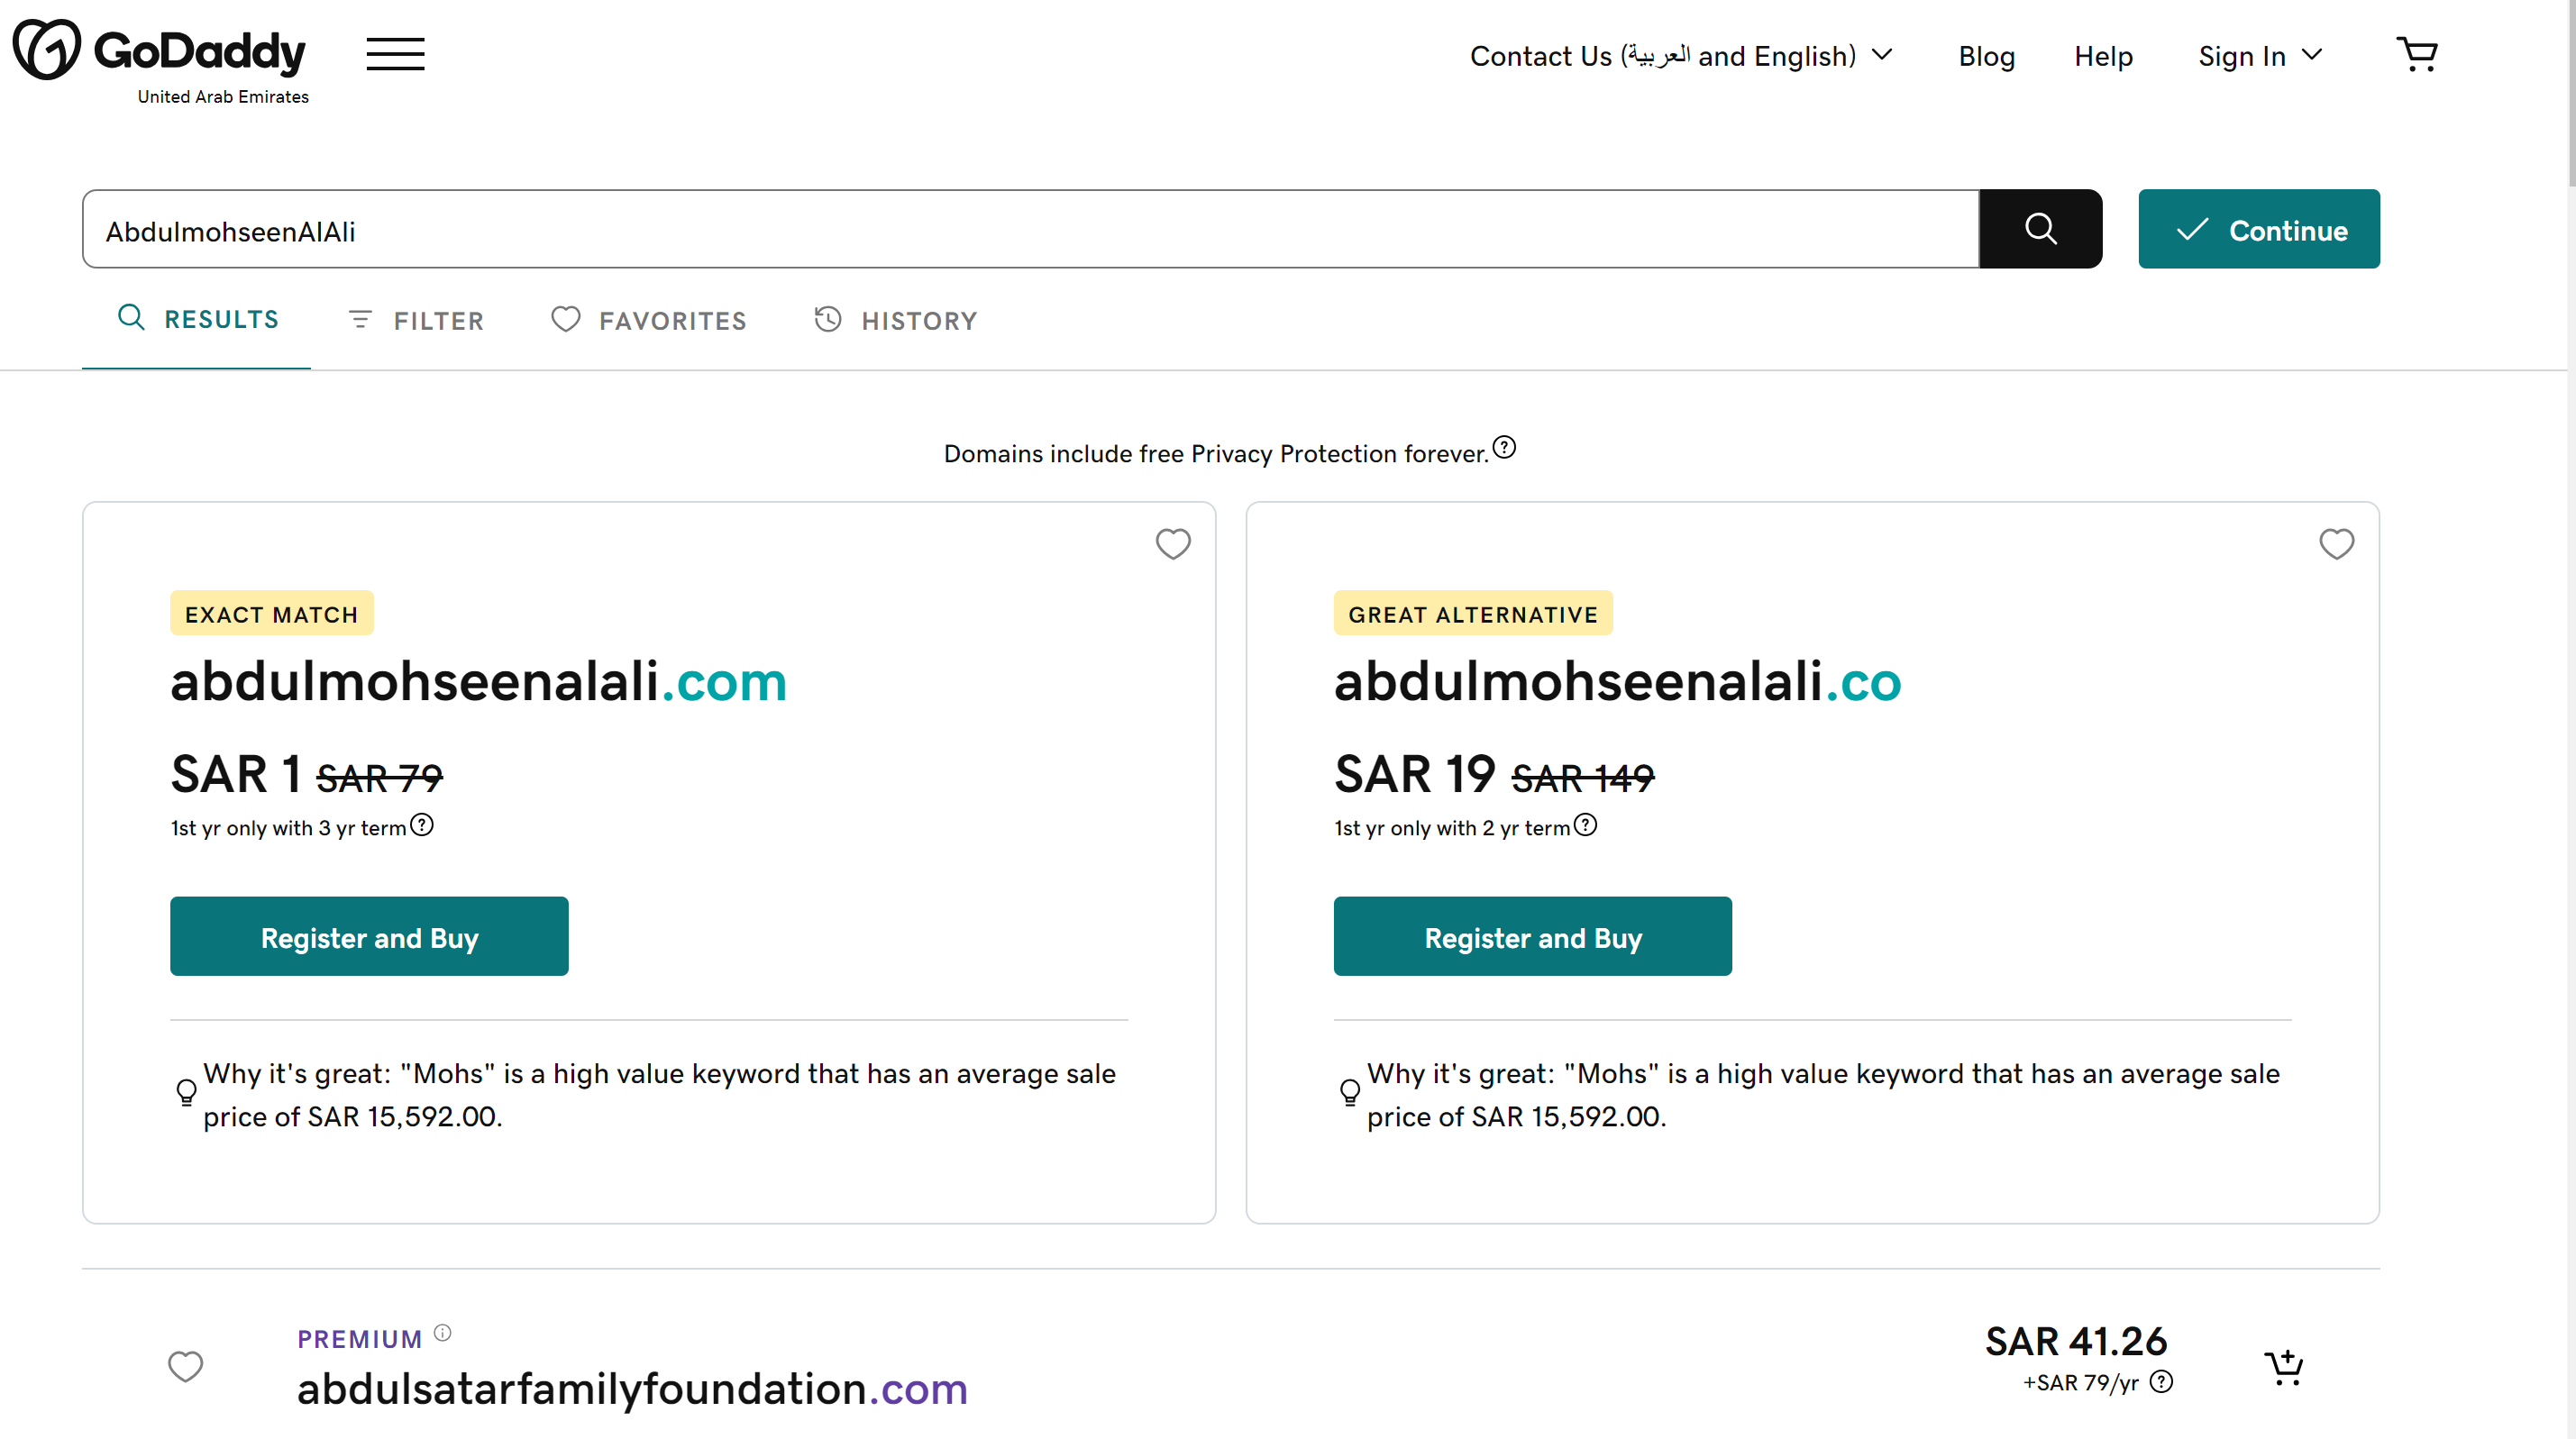 GoDaddy
United Arab Emirates
Contact Us (العربية and English)
Blog
Help
Sign In
AbdulmohseenAlAli
Continue
RESULTS
FILTER
FAVORITES
HISTORY
Domains include free Privacy Protection forever.
EXACT MATCH
abdulmohseenalali.com
SAR 1 SAR 79
1st yr only with 3 yr term
Register and Buy
Why it's great: "Mohs" is a high value keyword that has an average sale
price of SAR 15,592.00.
GREAT ALTERNATIVE
abdulmohseenalali.co
SAR 19 SAR 149
1st yr only with 2 yr term
Register and Buy
Why it's great: "Mohs" is a high value keyword that has an average sale
price of SAR 15,592.00.
PREMIUM
abdulsatarfamilyfoundation.com
SAR 41.26
+SAR 79/yr